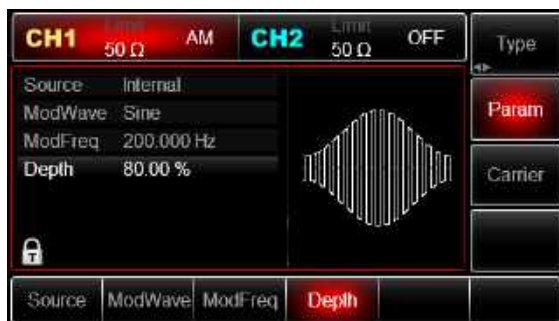 CH1 Limit 50 Ω AM CH2 Limit 50 Ω OFF Type
Source Internal
ModWave Sine
ModFreq 200.000 Hz
Depth 80.00 %
Param
Carrier
Source ModWave ModFreq Depth